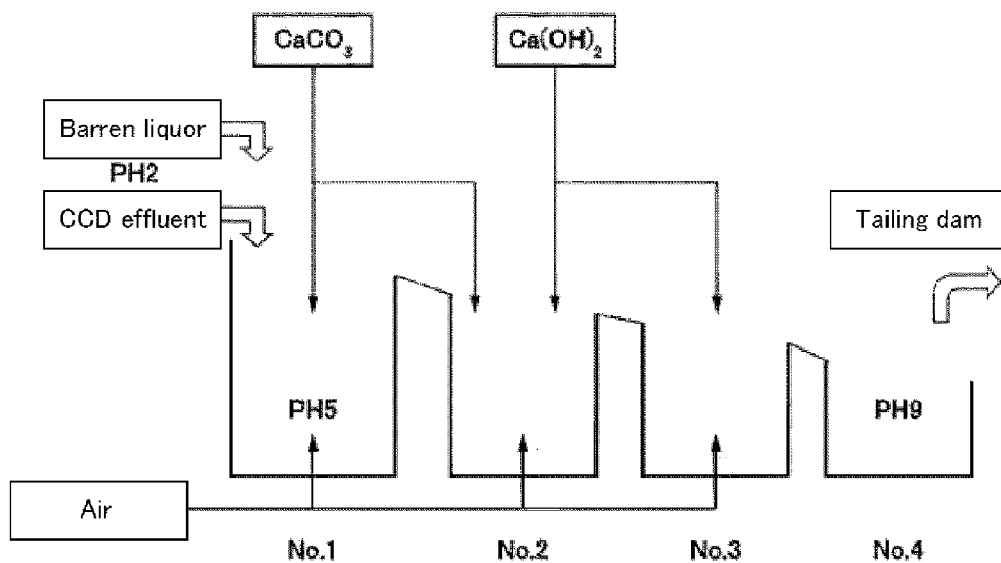 CaCO₃
Ca(OH)₂
Barren liquor
PH2
CCD effluent
Tailing dam
PH5
PH9
Air
No.1
No.2
No.3
No.4